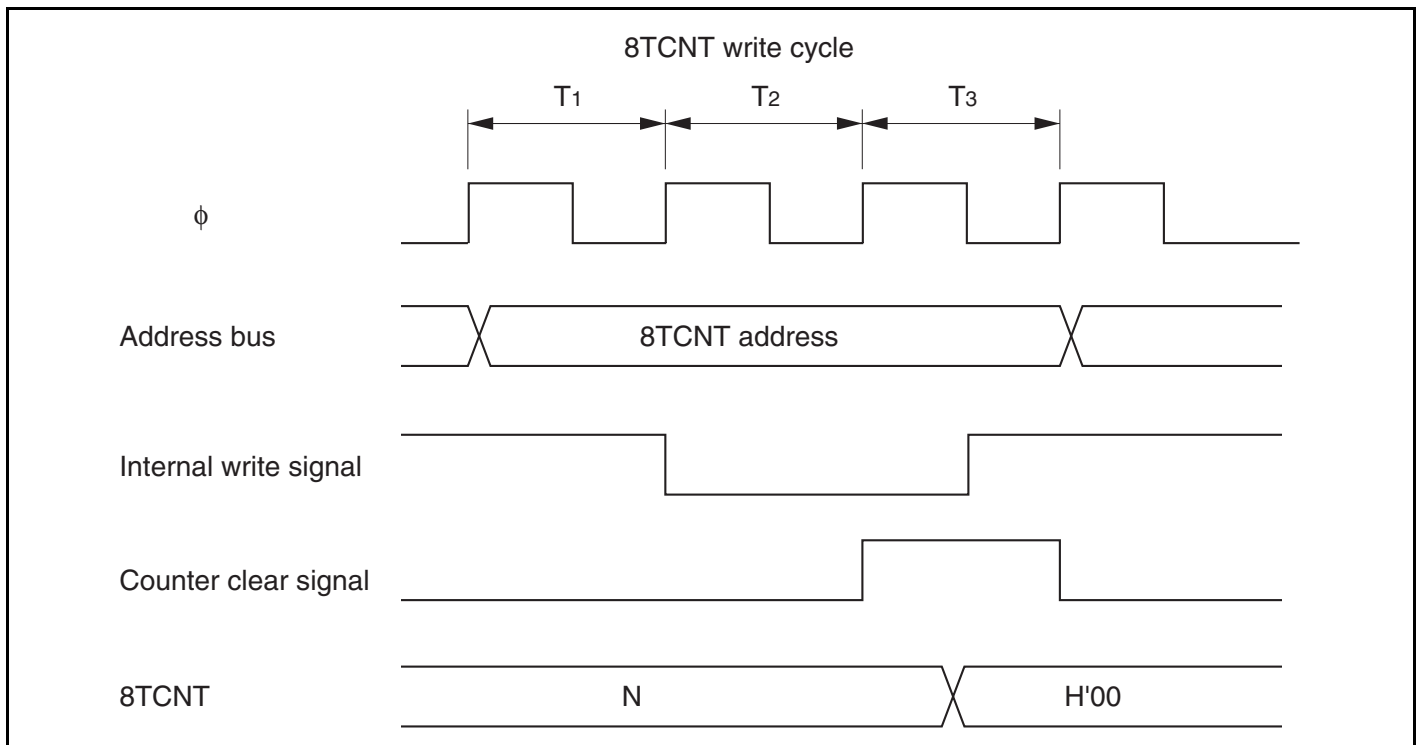 8TCNT write cycle
T1 T2 T3
ϕ
Address bus 8TCNT address
Internal write signal
Counter clear signal
8TCNT N H'00